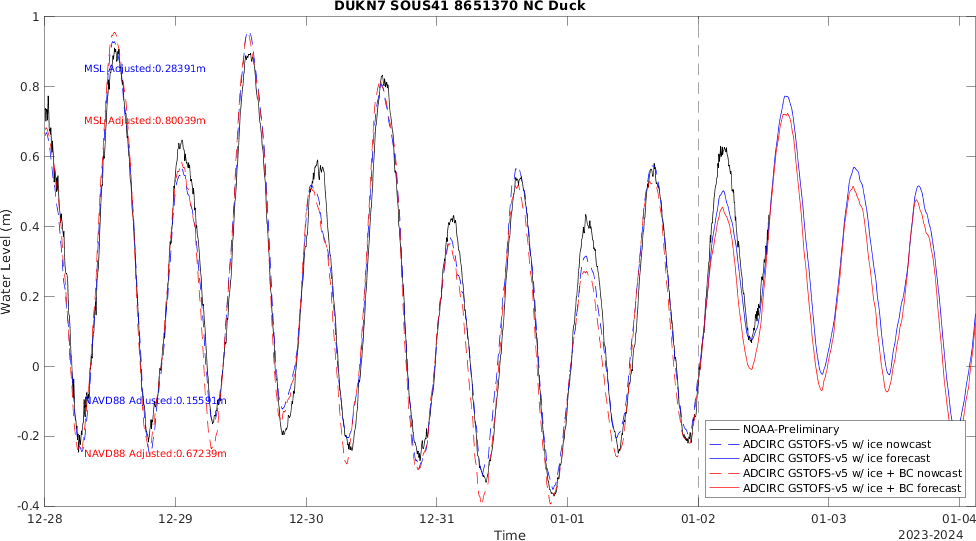 DUKN7 SOUS41 8651370 NC Duck
1
0.8
0.6
0.4
0.2
0
-0.2
-0.4
Water Level (m)
MSL Adjusted:0.28391m
MSL Adjusted:0.80039m
NAVD88 Adjusted:0.15591m
NAVD88 Adjusted:0.67239m
NOAA-Preliminary
ADCIRC GSTOFS-v5 w/ ice nowcast
ADCIRC GSTOFS-v5 w/ ice forecast
ADCIRC GSTOFS-v5 w/ ice + BC nowcast
ADCIRC GSTOFS-v5 w/ ice + BC forecast
12-28 12-29 12-30 12-31 01-01 01-02 01-03 01-04
Time
2023-2024